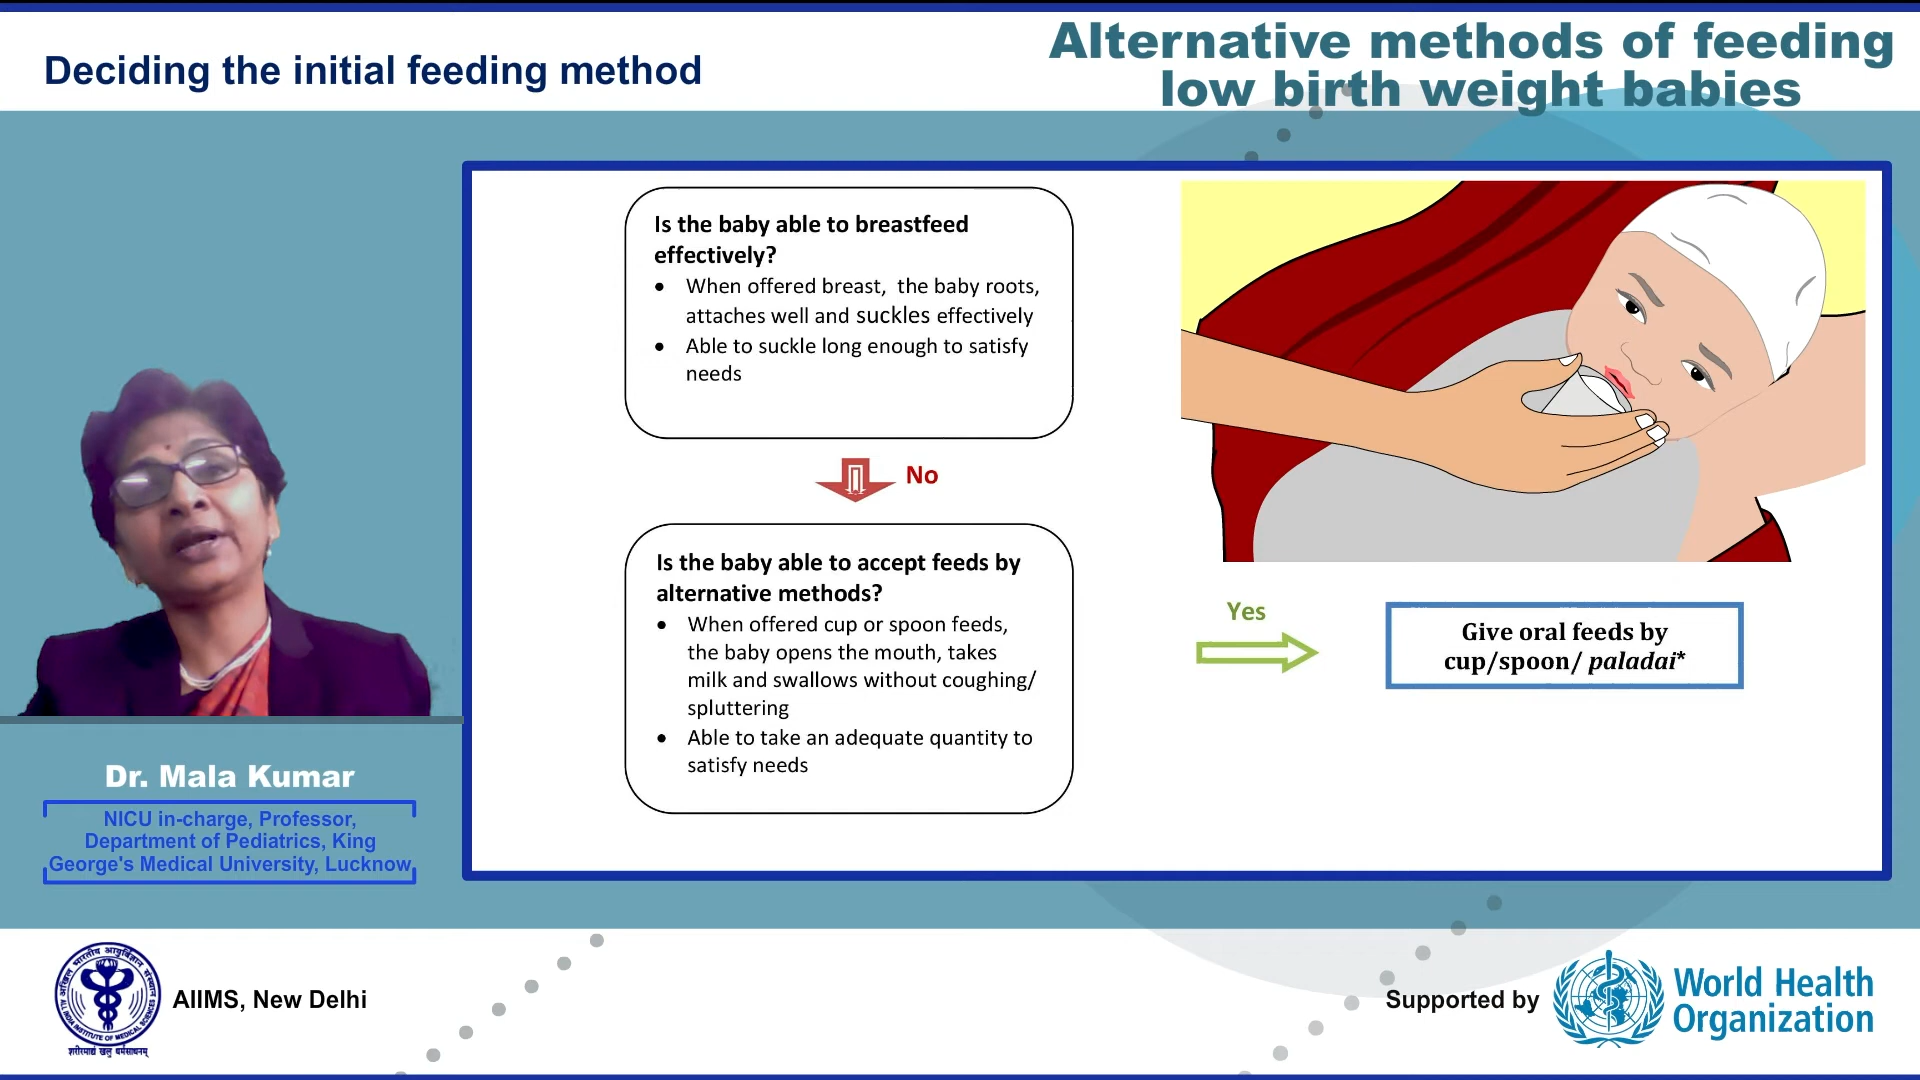 Deciding the initial feeding method
Alternative methods of feeding
low birth weight babies
Is the baby able to breastfeed
effectively?
• When offered breast, the baby roots,
attaches well and suckles effectively
• Able to suckle long enough to satisfy
needs
No
Is the baby able to accept feeds by
alternative methods?
• When offered cup or spoon feeds,
the baby opens the mouth, takes
milk and swallows without coughing/
spluttering
• Able to take an adequate quantity to
satisfy needs
Yes
Give oral feeds by
cup/spoon/ paladai*
Dr. Mala Kumar
NICU in-charge, Professor,
Department of Pediatrics, King
George's Medical University, Lucknow
AIIMS, New Delhi
Supported by
World Health
Organization